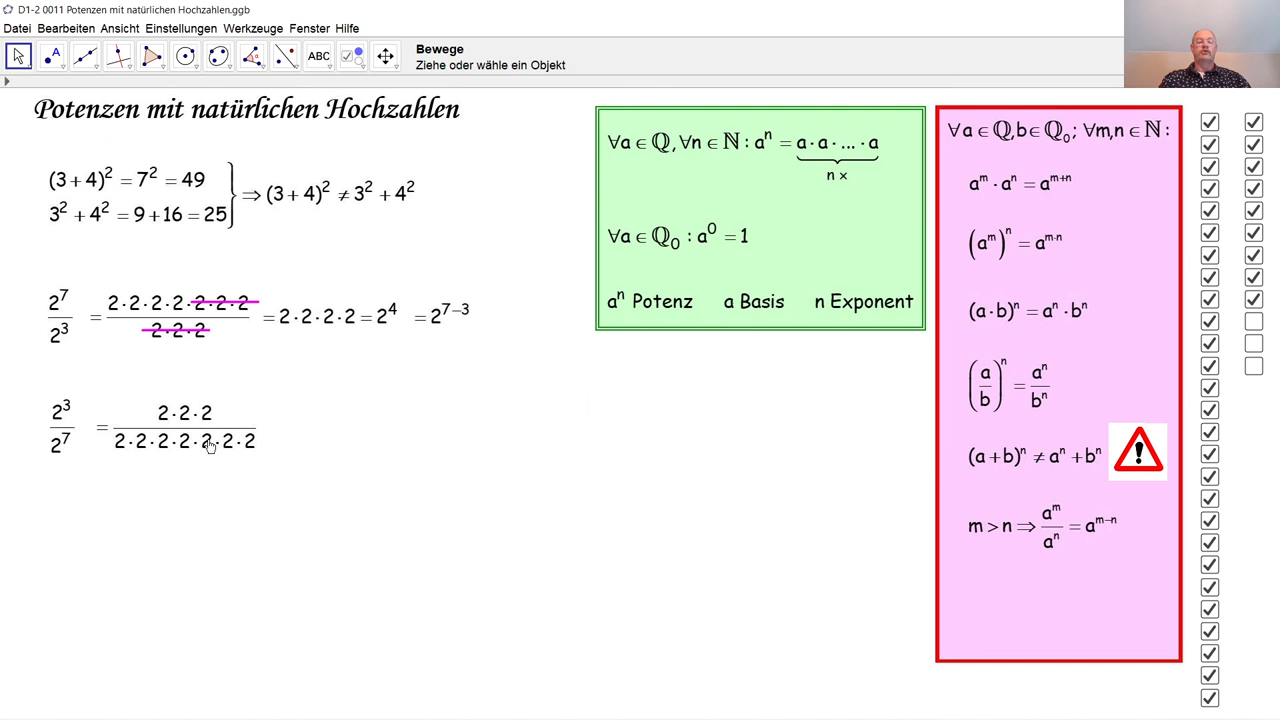 D1-2 0011 Potenzen mit natürlichen Hochzahlen.ggb
Datei Bearbeiten Ansicht Einstellungen Werkzeuge Fenster Hilfe
ABC
Bewege
Ziehe oder wähle ein Objekt
Potenzen mit natürlichen Hochzahlen
(3+4)² = 7² = 49
3² + 4² = 9+16 = 25} ⇒ (3+4)² ≠ 3² + 4²
2⁷/2³ = 2·2·2·2·2·2·2/2·2·2 = 2·2·2·2 = 2⁴ = 2⁷⁻³
2³/2⁷ = 2·2·2/2·2·2·2·2·2·2
∀a ∈ ℚ, ∀n ∈ ℕ : aⁿ = a·a·...·a
n ×
∀a ∈ ℚ₀ : a⁰ = 1
aⁿ Potenz a Basis n Exponent
∀a ∈ ℚ, b ∈ ℚ₀ ; ∀m,n ∈ ℕ :
aᵐ · aⁿ = aᵐ⁺ⁿ
(aᵐ)ⁿ = aᵐ·ⁿ
(a·b)ⁿ = aⁿ · bⁿ
(a/b)ⁿ = aⁿ/bⁿ
(a+b)ⁿ ≠ aⁿ + bⁿ
!
m > n ⇒ aᵐ/aⁿ = aᵐ⁻ⁿ